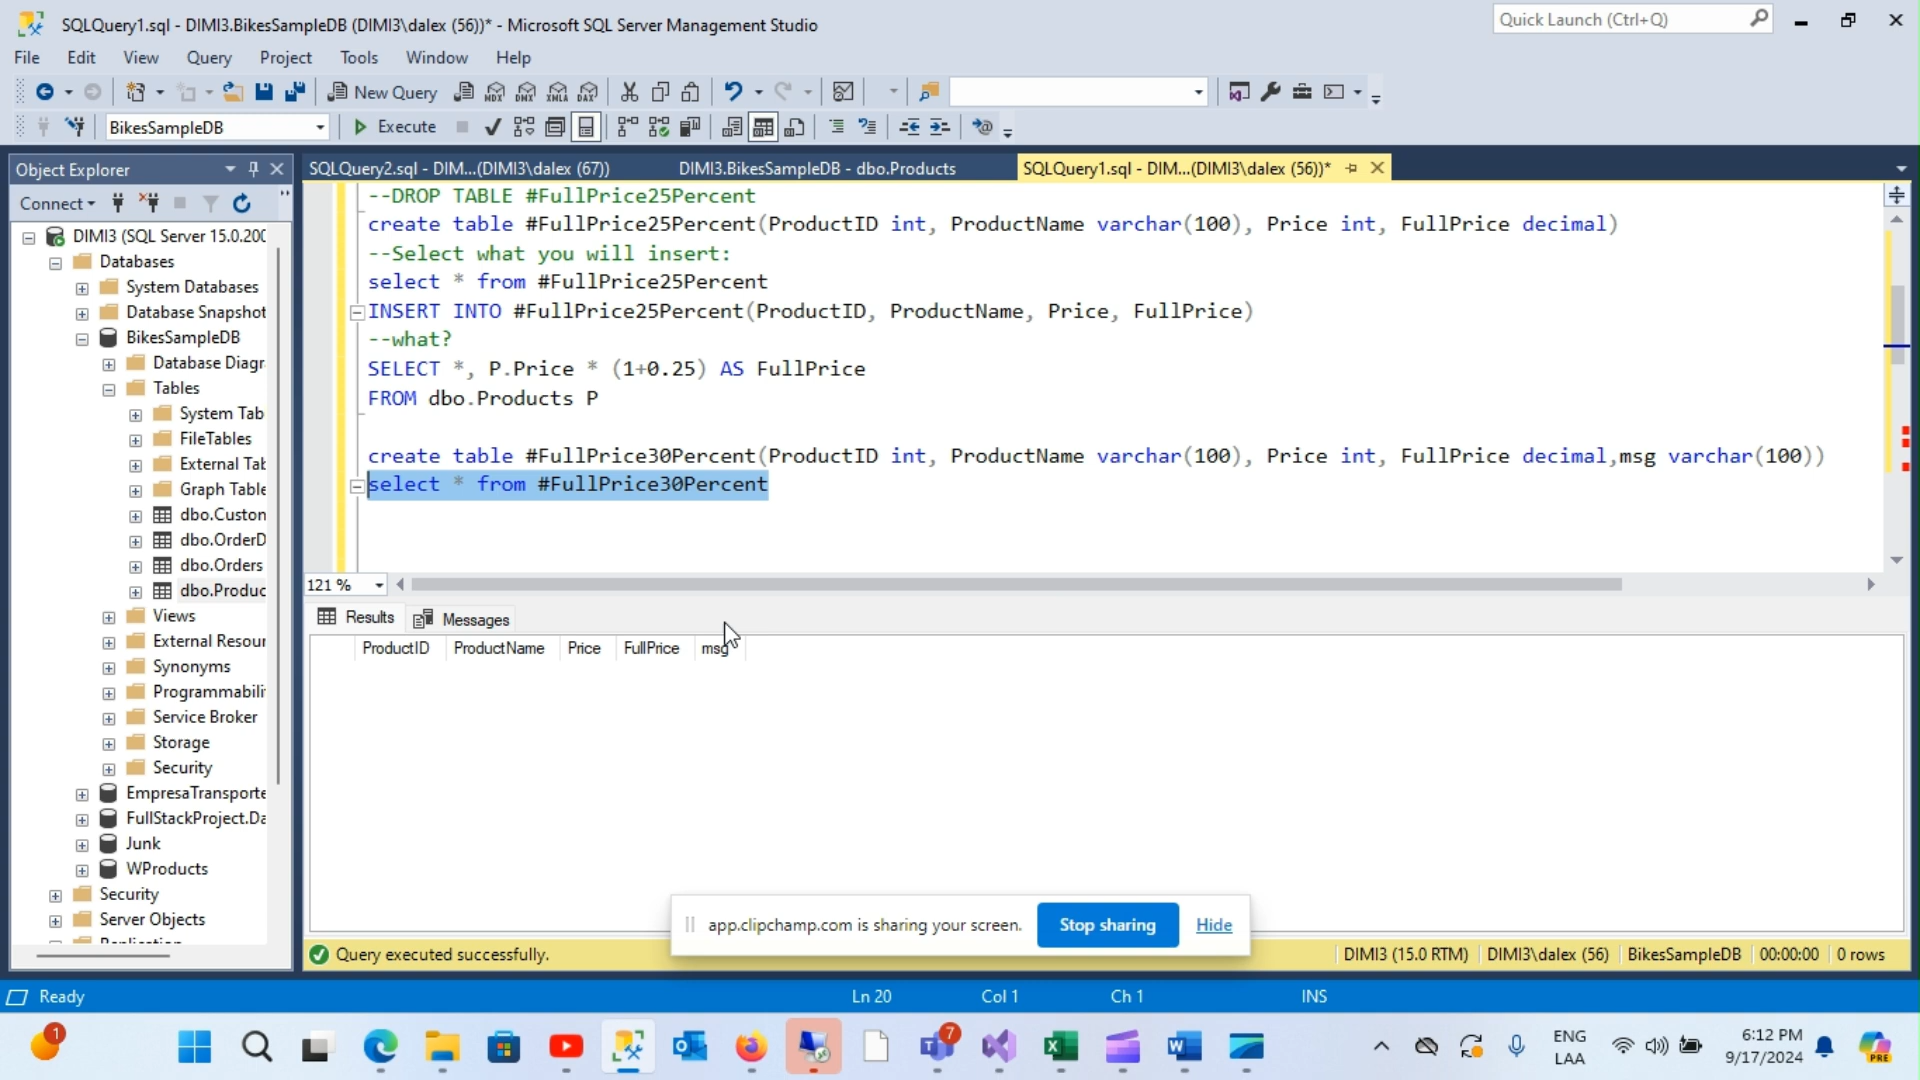 SQLQuery1.sql - DIMI3.BikesSampleDB (DIMI3\dalex (56))* - Microsoft SQL Server Management Studio
Quick Launch (Ctrl+Q)
File Edit View Query Project Tools Window Help
New Query
MDX DMX XMLA DAX
BikesSampleDB
Execute
Object Explorer
SQLQuery2.sql - DIM...(DIMI3\dalex (67))
DIMI3.BikesSampleDB - dbo.Products
SQLQuery1.sql - DIM...(DIMI3\dalex (56))*
Connect
DIMI3 (SQL Server 15.0.200
Databases
System Databases
Database Snapshot
BikesSampleDB
Database Diagr
Tables
System Tab
FileTables
External Tab
Graph Table
dbo.Custon
dbo.OrderD
dbo.Orders
dbo.Produc
Views
External Resour
Synonyms
Programmabili
Service Broker
Storage
Security
EmpresaTransporte
FullStackProject.Da
Junk
WProducts
Security
Server Objects
--DROP TABLE #FullPrice25Percent
create table #FullPrice25Percent(ProductID int, ProductName varchar(100), Price int, FullPrice decimal)
--Select what you will insert:
select * from #FullPrice25Percent
INSERT INTO #FullPrice25Percent(ProductID, ProductName, Price, FullPrice)
--what?
SELECT *, P.Price * (1+0.25) AS FullPrice
FROM dbo.Products P
create table #FullPrice30Percent(ProductID int, ProductName varchar(100), Price int, FullPrice decimal,msg varchar(100))
select * from #FullPrice30Percent
121 %
Results Messages
ProductID ProductName Price FullPrice msg
app.clipchamp.com is sharing your screen.
Stop sharing
Hide
Query executed successfully.
DIMI3 (15.0 RTM) DIMI3\dalex (56) BikesSampleDB 00:00:00 0 rows
Ready
Ln 20 Col 1 Ch 1 INS
1
7
ENG
LAA
6:12 PM
9/17/2024
PRE